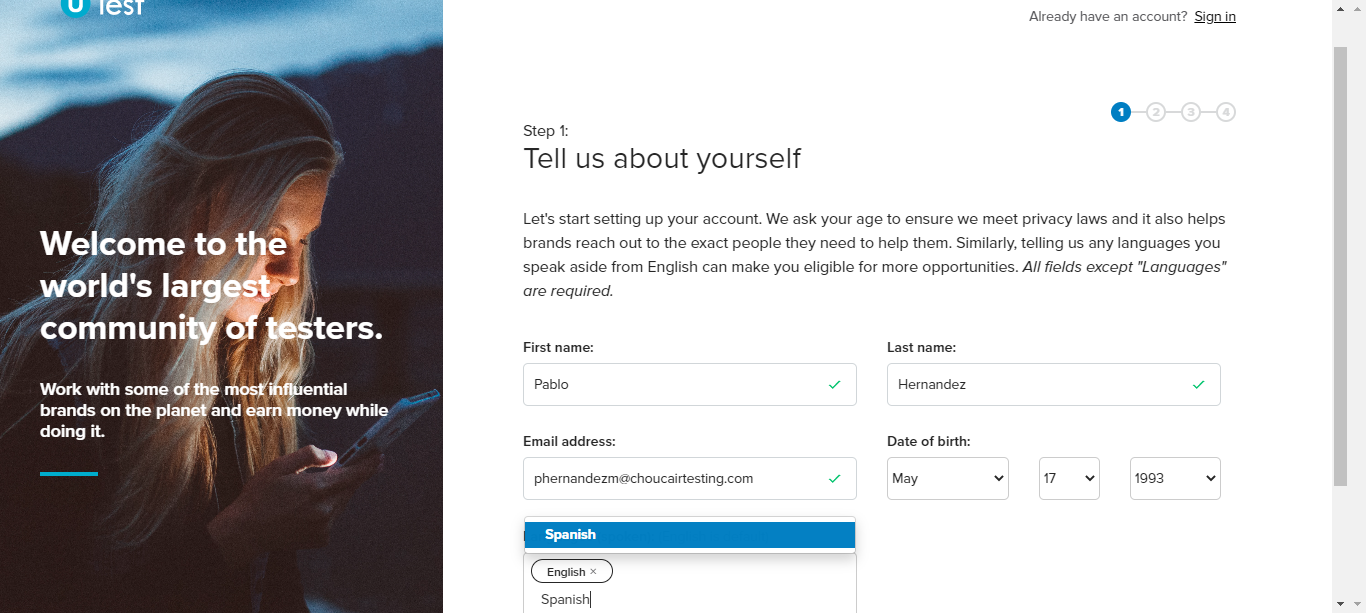 U Test
Already have an account? Sign in
1 2 3 4
Step 1:
Tell us about yourself
Let's start setting up your account. We ask your age to ensure we meet privacy laws and it also helps
brands reach out to the exact people they need to help them. Similarly, telling us any languages you
speak aside from English can make you eligible for more opportunities. All fields except "Languages"
are required.
Welcome to the
world's largest
community of testers.
Work with some of the most influential
brands on the planet and earn money while
doing it.
First name:
Last name:
Pablo
Hernandez
Email address:
Date of birth:
phernandezm@choucairtesting.com
May
17
1993
Spanish
English ×
Spanish